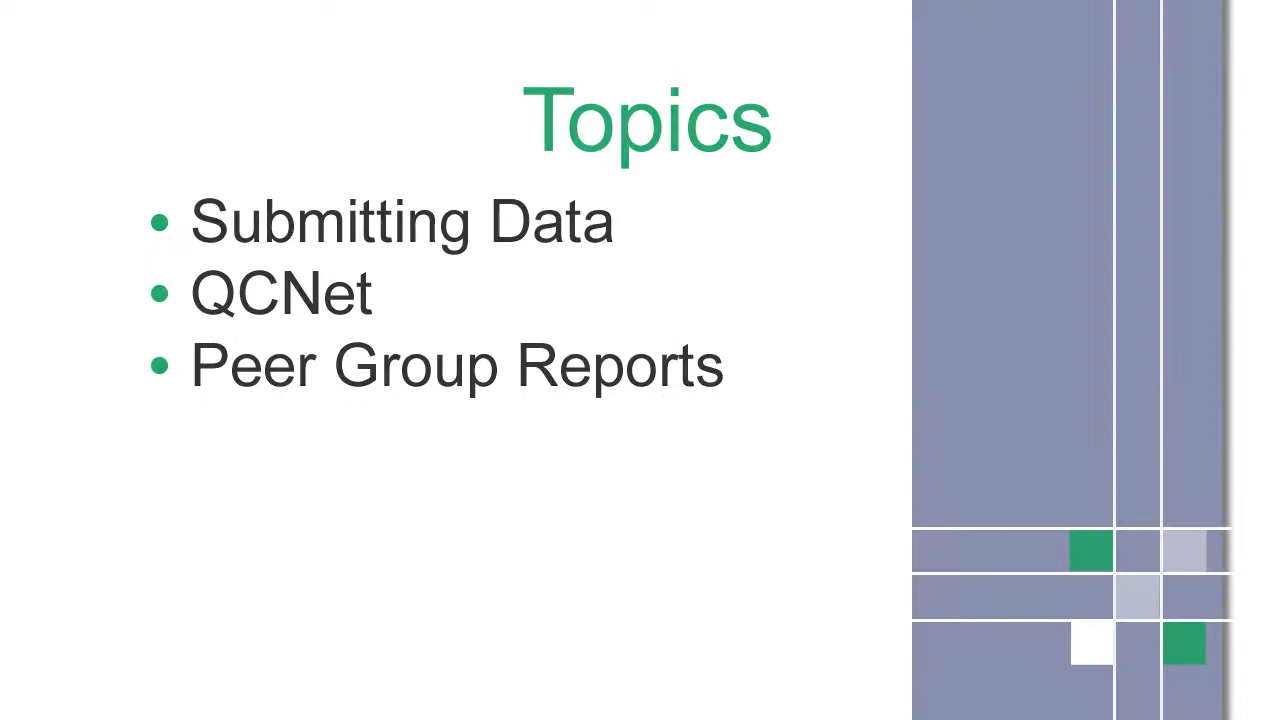 Topics
• Submitting Data
• QCNet
• Peer Group Reports